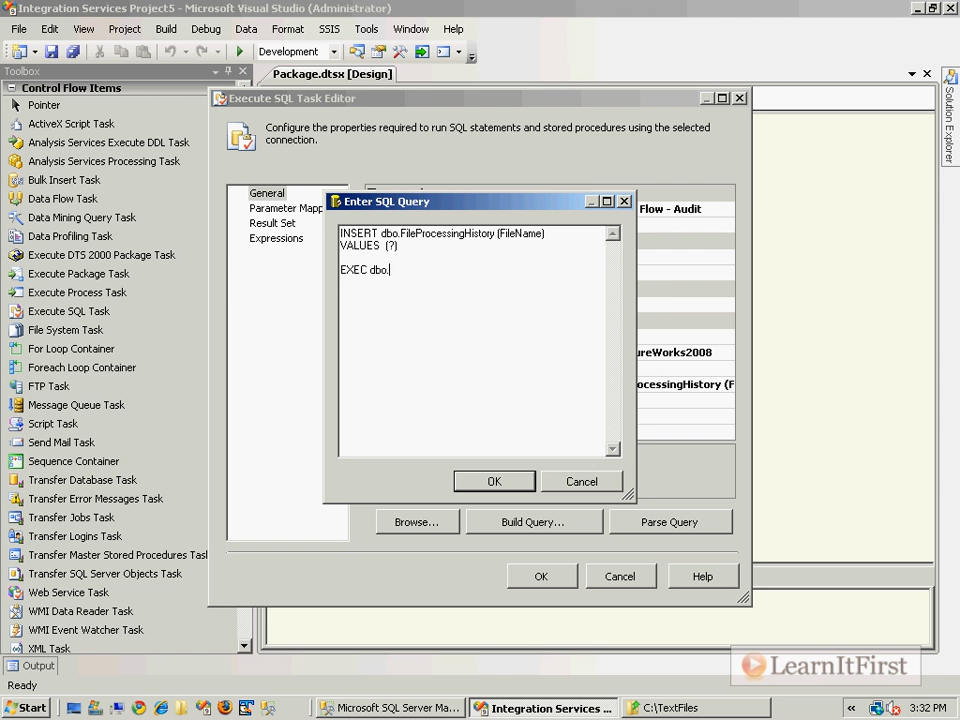 Integration Services Project5 - Microsoft Visual Studio (Administrator)
File Edit View Project Build Debug Data Format SSIS Tools Window Help
Development
Toolbox
Package.dtsx [Design]
Solution Explorer
Control Flow Items
Pointer
ActiveX Script Task
Analysis Services Execute DDL Task
Analysis Services Processing Task
Bulk Insert Task
Data Flow Task
Data Mining Query Task
Data Profiling Task
Execute DTS 2000 Package Task
Execute Package Task
Execute Process Task
Execute SQL Task
File System Task
For Loop Container
Foreach Loop Container
FTP Task
Message Queue Task
Script Task
Send Mail Task
Sequence Container
Transfer Database Task
Transfer Error Messages Task
Transfer Jobs Task
Transfer Logins Task
Transfer Master Stored Procedures Tas
Transfer SQL Server Objects Task
Web Service Task
WMI Data Reader Task
WMI Event Watcher Task
XML Task
Execute SQL Task Editor
Configure the properties required to run SQL statements and stored procedures using the selected
connection.
General
Parameter Mapp
Result Set
Expressions
Flow - Audit
ureWorks2008
ocessingHistory (F
Enter SQL Query
INSERT dbo.FileProcessingHistory (FileName)
VALUES (?)
EXEC dbo.
OK Cancel
Browse... Build Query... Parse Query
OK Cancel Help
Output
Ready
LearnItFirst
Start
Microsoft SQL Server Ma...
Integration Services ...
C:\TextFiles
« 3:32 PM